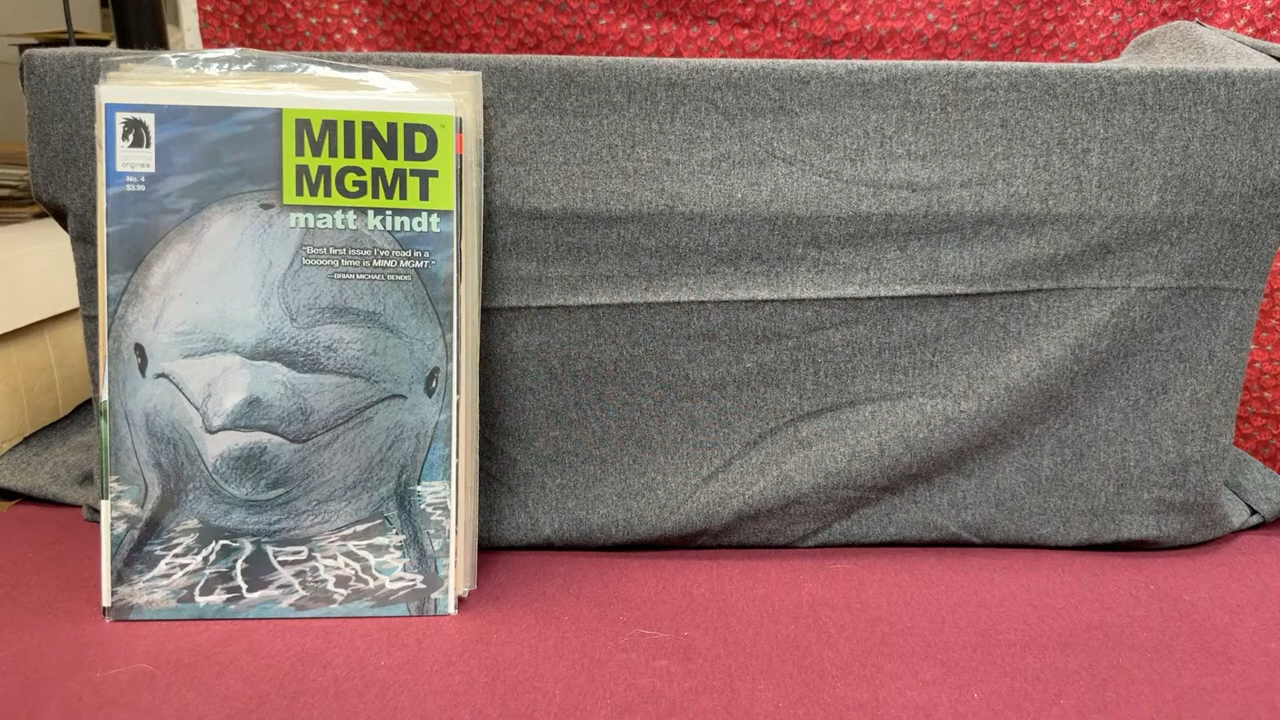 originals
No. 4
$3.99
MIND
MGMT
matt kindt
"Best first issue I've read in a
loooong time is MIND MGMT."
—BRIAN MICHAEL BENDIS